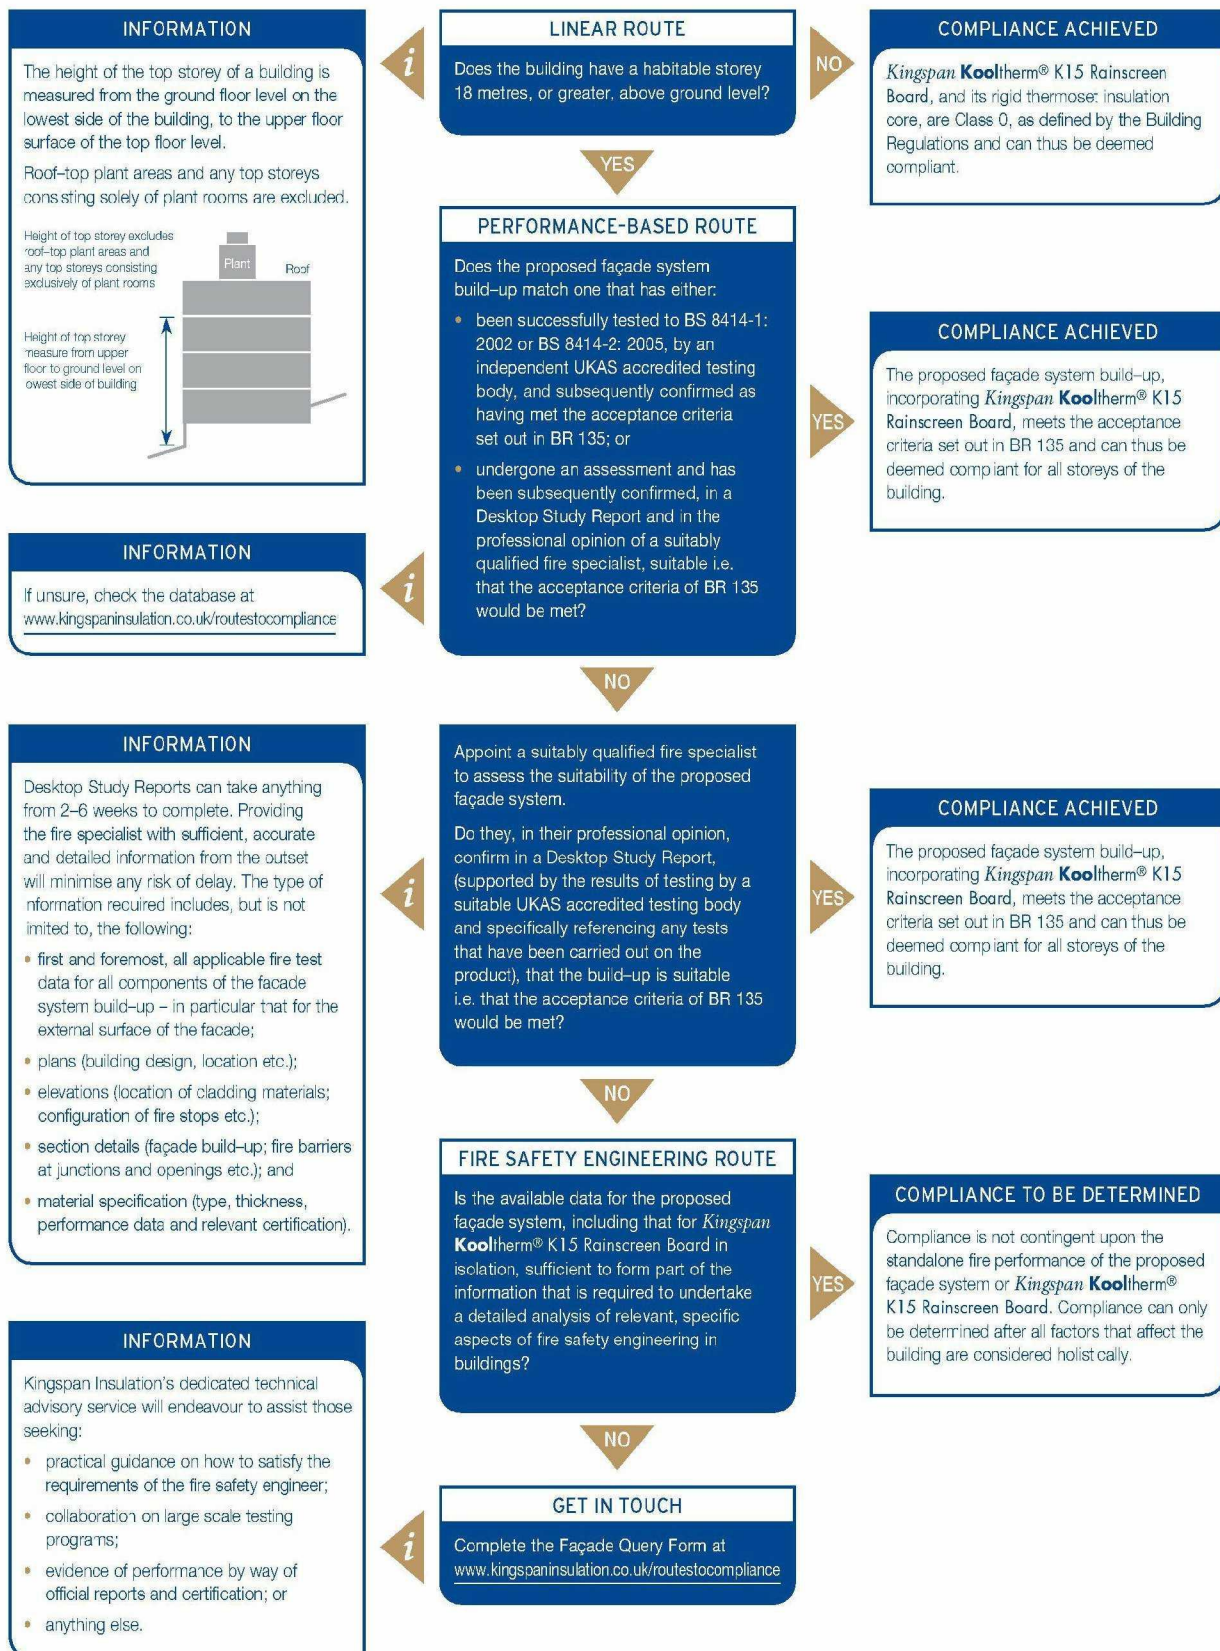 INFORMATION
The height of the top storey of a building is
measured from the ground floor level on the
lowest side of the building, to the upper floor
surface of the top floor level.
Roof-top plant areas and any top storeys
consisting solely of plant rooms are excluded.
Height of top storey excludes
roof-top plant areas and
any top storeys consisting
exclusively of plant rooms
Plant
Roof
Height of top storey
measure from upper
floor to ground level on
owest side of building
i
LINEAR ROUTE
Does the building have a habitable storey
18 metres, or greater, above ground level?
NO
COMPLIANCE ACHIEVED
Kingspan Kooltherm® K15 Rainscreen
Board, and its rigid thermoset insulation
core, are Class 0, as defined by the Building
Regulations and can thus be deemed
compliant.
YES
PERFORMANCE-BASED ROUTE
Does the proposed façade system
build-up match one that has either:
• been successfully tested to BS 8414-1:
2002 or BS 8414-2: 2005, by an
independent UKAS accredited testing
body, and subsequently confirmed as
having met the acceptance criteria
set out in BR 135; or
• undergone an assessment and has
been subsequently confirmed, in a
Desktop Study Report and in the
professional opinion of a suitably
qualified fire specialist, suitable i.e.
that the acceptance criteria of BR 135
would be met?
YES
COMPLIANCE ACHIEVED
The proposed façade system build-up,
incorporating Kingspan Kooltherm® K15
Rainscreen Board, meets the acceptance
criteria set out in BR 135 and can thus be
deemed comp iant for all storeys of the
building.
INFORMATION
If unsure, check the database at
www.kingspaninsulation.co.uk/routestocompliance
i
NO
INFORMATION
Desktop Study Reports can take anything
from 2–6 weeks to complete. Providing
the fire specialist with sufficient, accurate
and detailed information from the outset
will minimise any risk of delay. The type of
nformation recuired includes, but is not
imited to, the following:
• first and foremost, all applicable fire test
data for all components of the facade
system build-up – in particular that for the
external surface of the facade;
• plans (building design, location etc.);
• elevations (location of cladding materials;
configuration of fire stops etc.);
• section details (façade build-up; fire barriers
at junctions and openings etc.); and
• material specification (type, thickness,
performance data and relevant certification).
i
Appoint a suitably qualified fire specialist
to assess the suitability of the proposed
façade system.
Do they, in their professional opinion,
confirm in a Desktop Study Report,
(supported by the results of testing by a
suitable UKAS accredited testing body
and specifically referencing any tests
that have been carried out on the
product), that the build-up is suitable
i.e. that the acceptance criteria of BR 135
would be met?
YES
COMPLIANCE ACHIEVED
The proposed façade system build-up,
incorporating Kingspan Kooltherm® K15
Rainscreen Board, meets the acceptance
criteria set out in BR 135 and can thus be
deemed comp iant for all storeys of the
building.
NO
FIRE SAFETY ENGINEERING ROUTE
Is the available data for the proposed
façade system, including that for Kingspan
Kooltherm® K15 Rainscreen Board in
isolation, sufficient to form part of the
information that is required to undertake
a detailed analysis of relevant, specific
aspects of fire safety engineering in
buildings?
YES
COMPLIANCE TO BE DETERMINED
Compliance is not contingent upon the
standalone fire performance of the proposed
façade system or Kingspan Kooltherm®
K15 Rainscreen Board. Compliance can only
be determined after all factors that affect the
building are considered holist cally.
NO
INFORMATION
Kingspan Insulation's dedicated technical
advisory service will endeavour to assist those
seeking:
• practical guidance on how to satisfy the
requirements of the fire safety engineer;
• collaboration on large scale testing
programs;
• evidence of performance by way of
official reports and certification; or
• anything else.
i
GET IN TOUCH
Complete the Façade Query Form at
www.kingspaninsulation.co.uk/routestocompliance